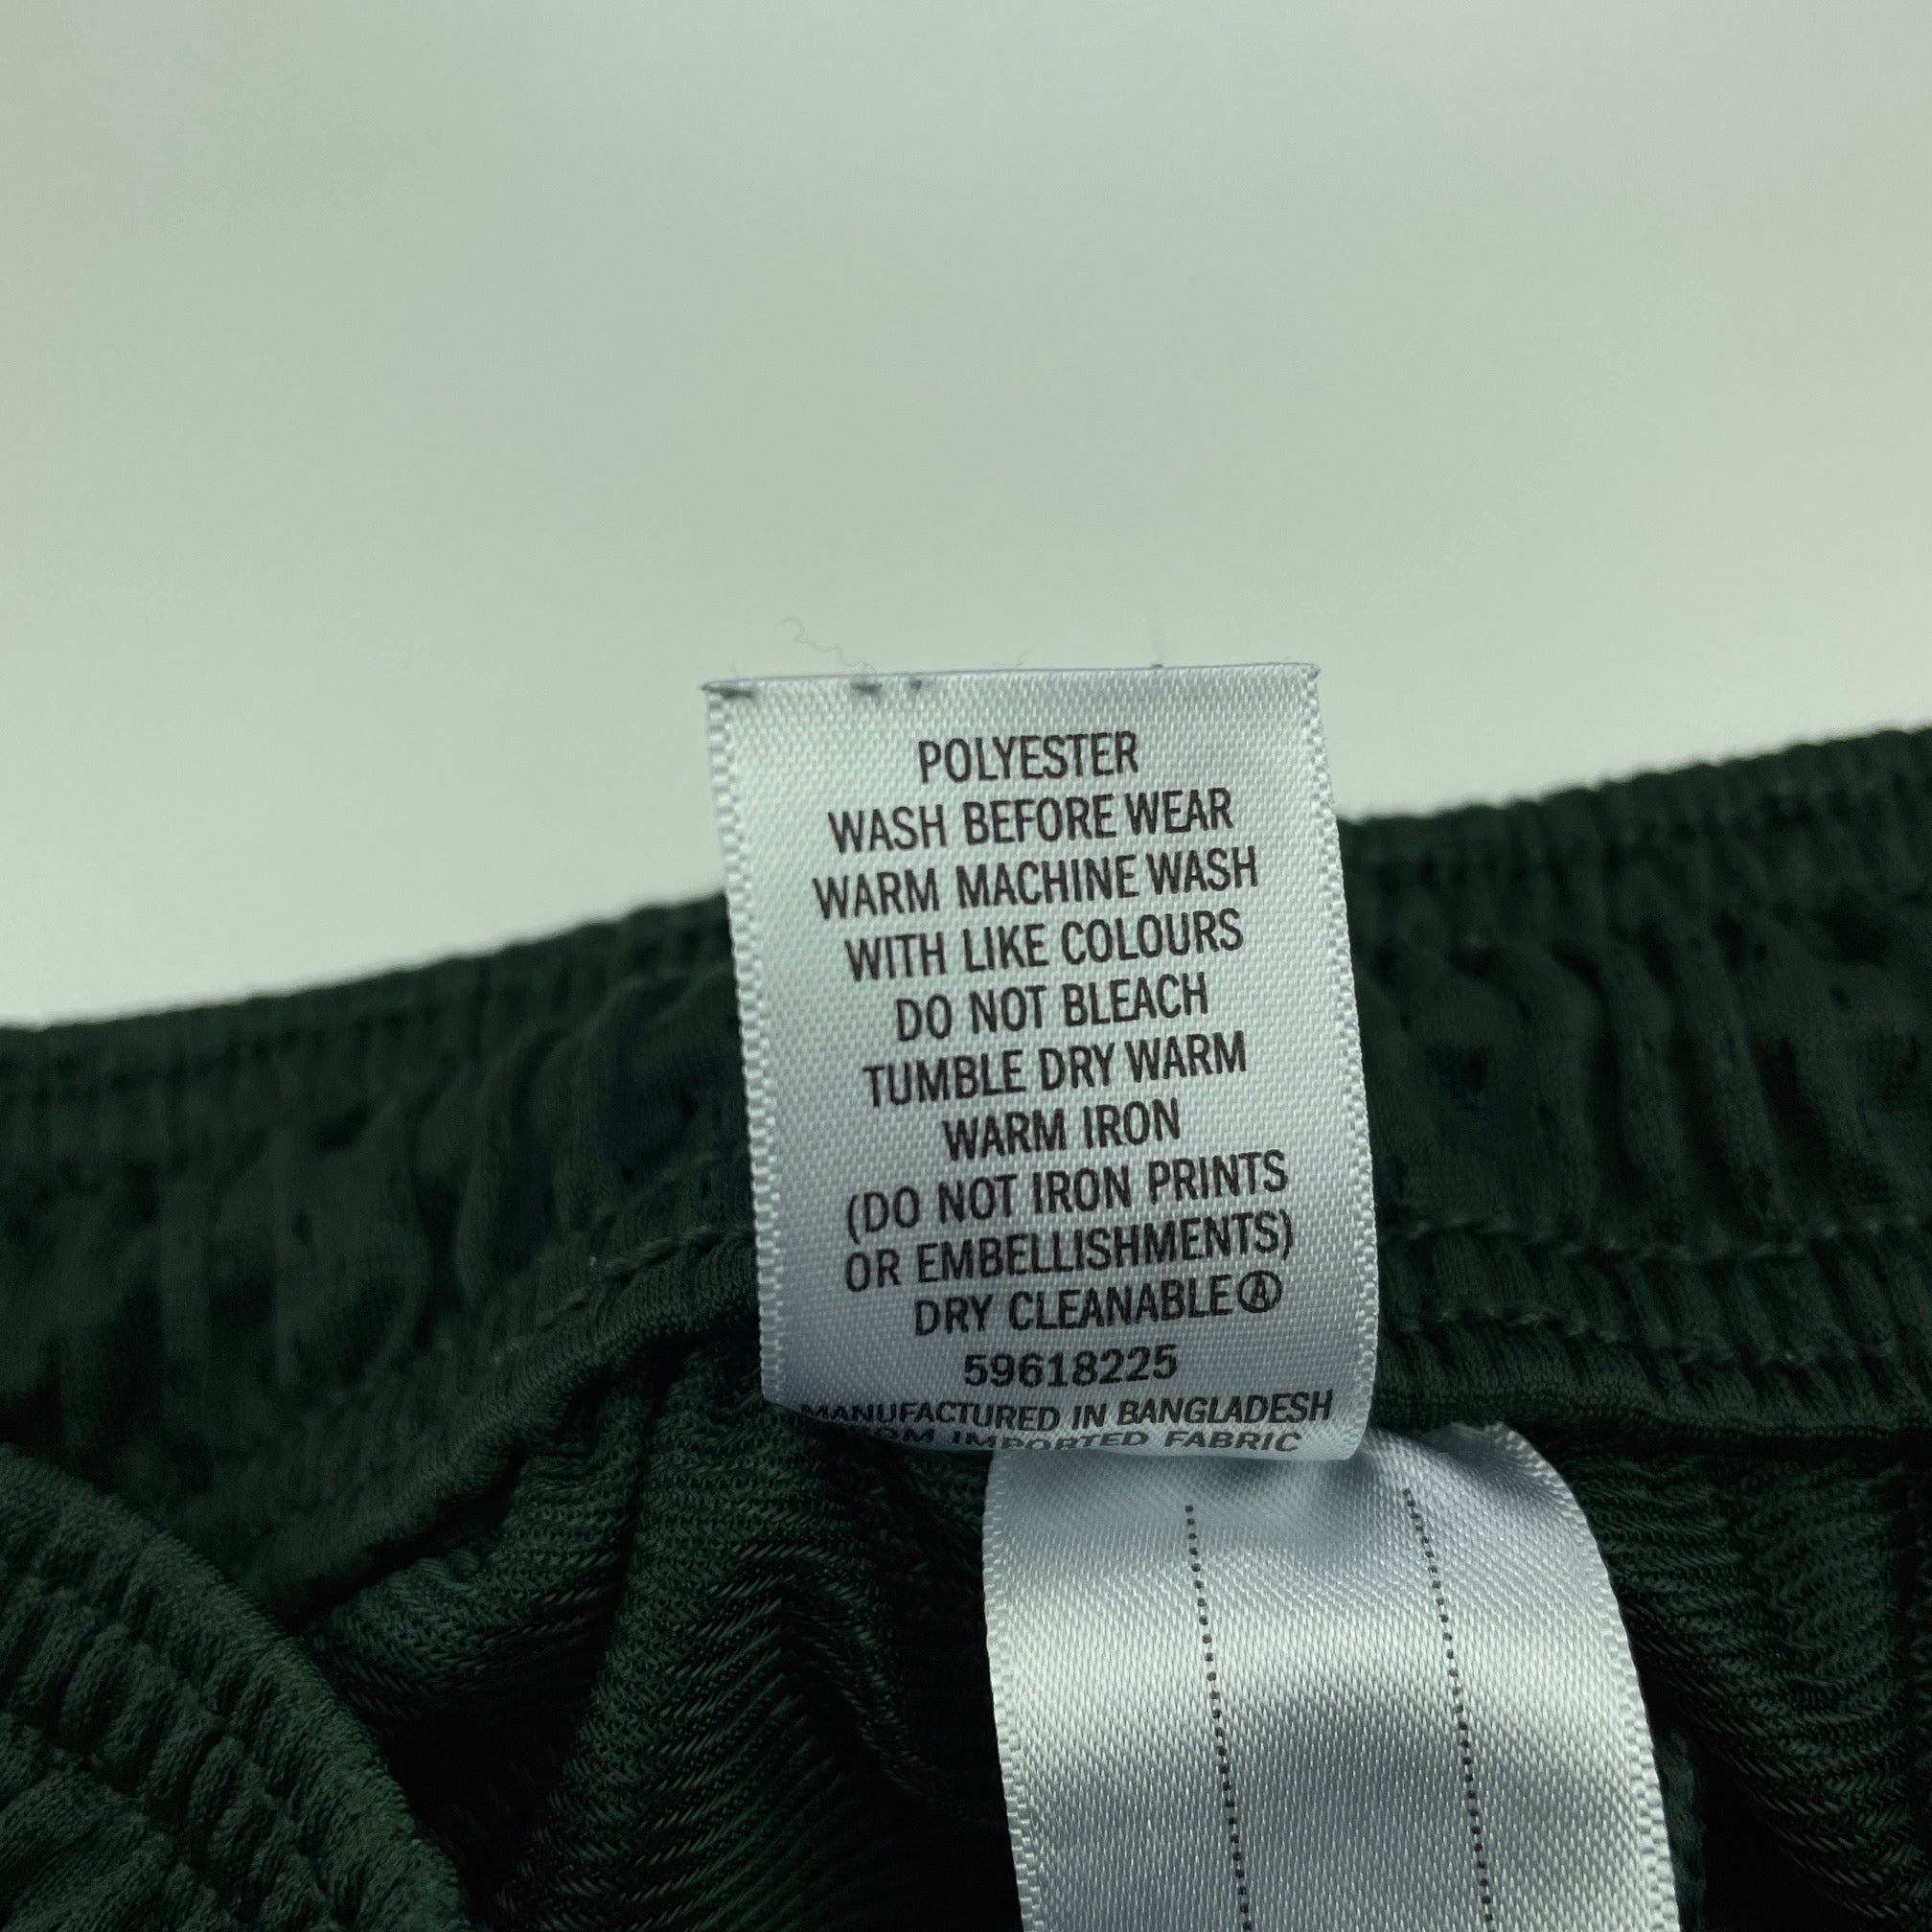 POLYESTER
WASH BEFORE WEAR
WARM MACHINE WASH
WITH LIKE COLOURS
DO NOT BLEACH
TUMBLE DRY WARM
WARM IRON
(DO NOT IRON PRINTS
OR EMBELLISHMENTS)
DRY CLEANABLE Ⓐ
59618225
MANUFACTURED IN BANGLADESH
FROM IMPORTED FABRIC